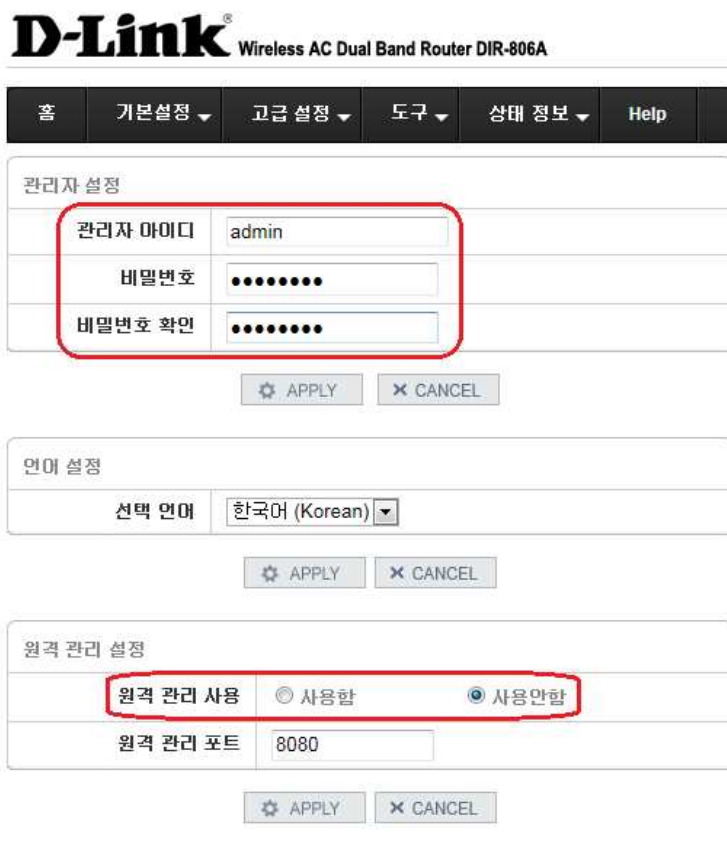 D-Link® Wireless AC Dual Band Router DIR-806A
홈 기본설정 고급 설정 도구 상태 정보 Help
관리자 설정
관리자 아이디 admin
비밀번호 ●●●●●●●●
비밀번호 확인 ●●●●●●●●
APPLY CANCEL
언어 설정
선택 언어 한국어 (Korean)
APPLY CANCEL
원격 관리 설정
원격 관리 사용 사용함 사용안함
원격 관리 포트 8080
APPLY CANCEL